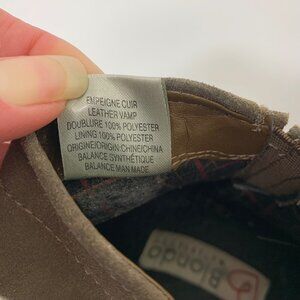 EMPEIGNE CUIR
LEATHER VAMP
DOUBLURE 100% POLYESTER
LINING 100% POLYESTER
ORIGINE/ORIGIN: CHINE/CHINA
BALANCE SYNTHÉTIQUE
BALANCE MAN MADE
Blondo